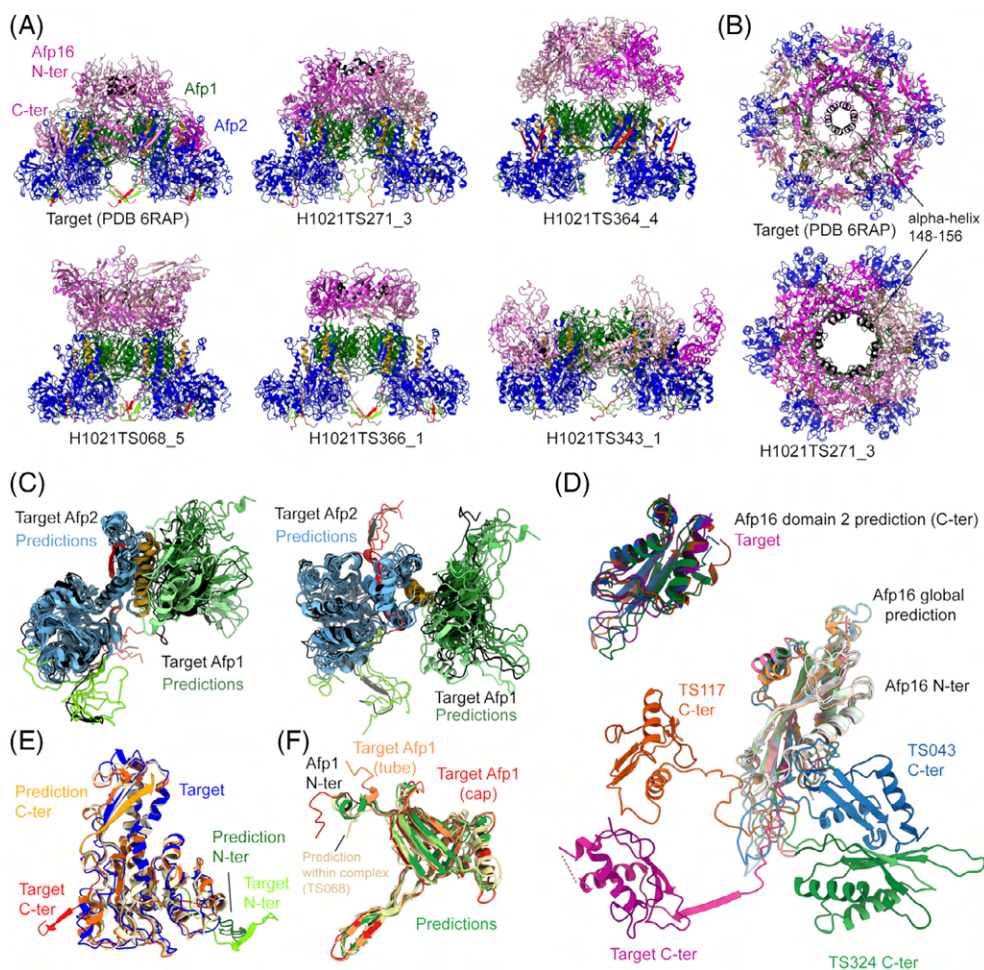 (A)
Afp16
N-ter
C-ter
Afp1
Afp2
Target (PDB 6RAP)
H1021TS271_3
H1021TS364_4
H1021TS068_5
H1021TS366_1
H1021TS343_1
(B)
Target (PDB 6RAP)
alpha-helix
148-156
H1021TS271_3
(C)
Target Afp2
Predictions
Target Afp1
Predictions
Target Afp2
Predictions
Target Afp1
Predictions
(D)
Afp16 domain 2 prediction (C-ter)
Target
Afp16 global
prediction
Afp16 N-ter
TS117
C-ter
TS043
C-ter
Target C-ter
TS324 C-ter
(E)
Prediction
C-ter
Target
Prediction
N-ter
Target
C-ter
Target
N-ter
(F)
Afp1
N-ter
Target Afp1
(tube)
Target Afp1
(cap)
Prediction
within complex
(TS068)
Predictions